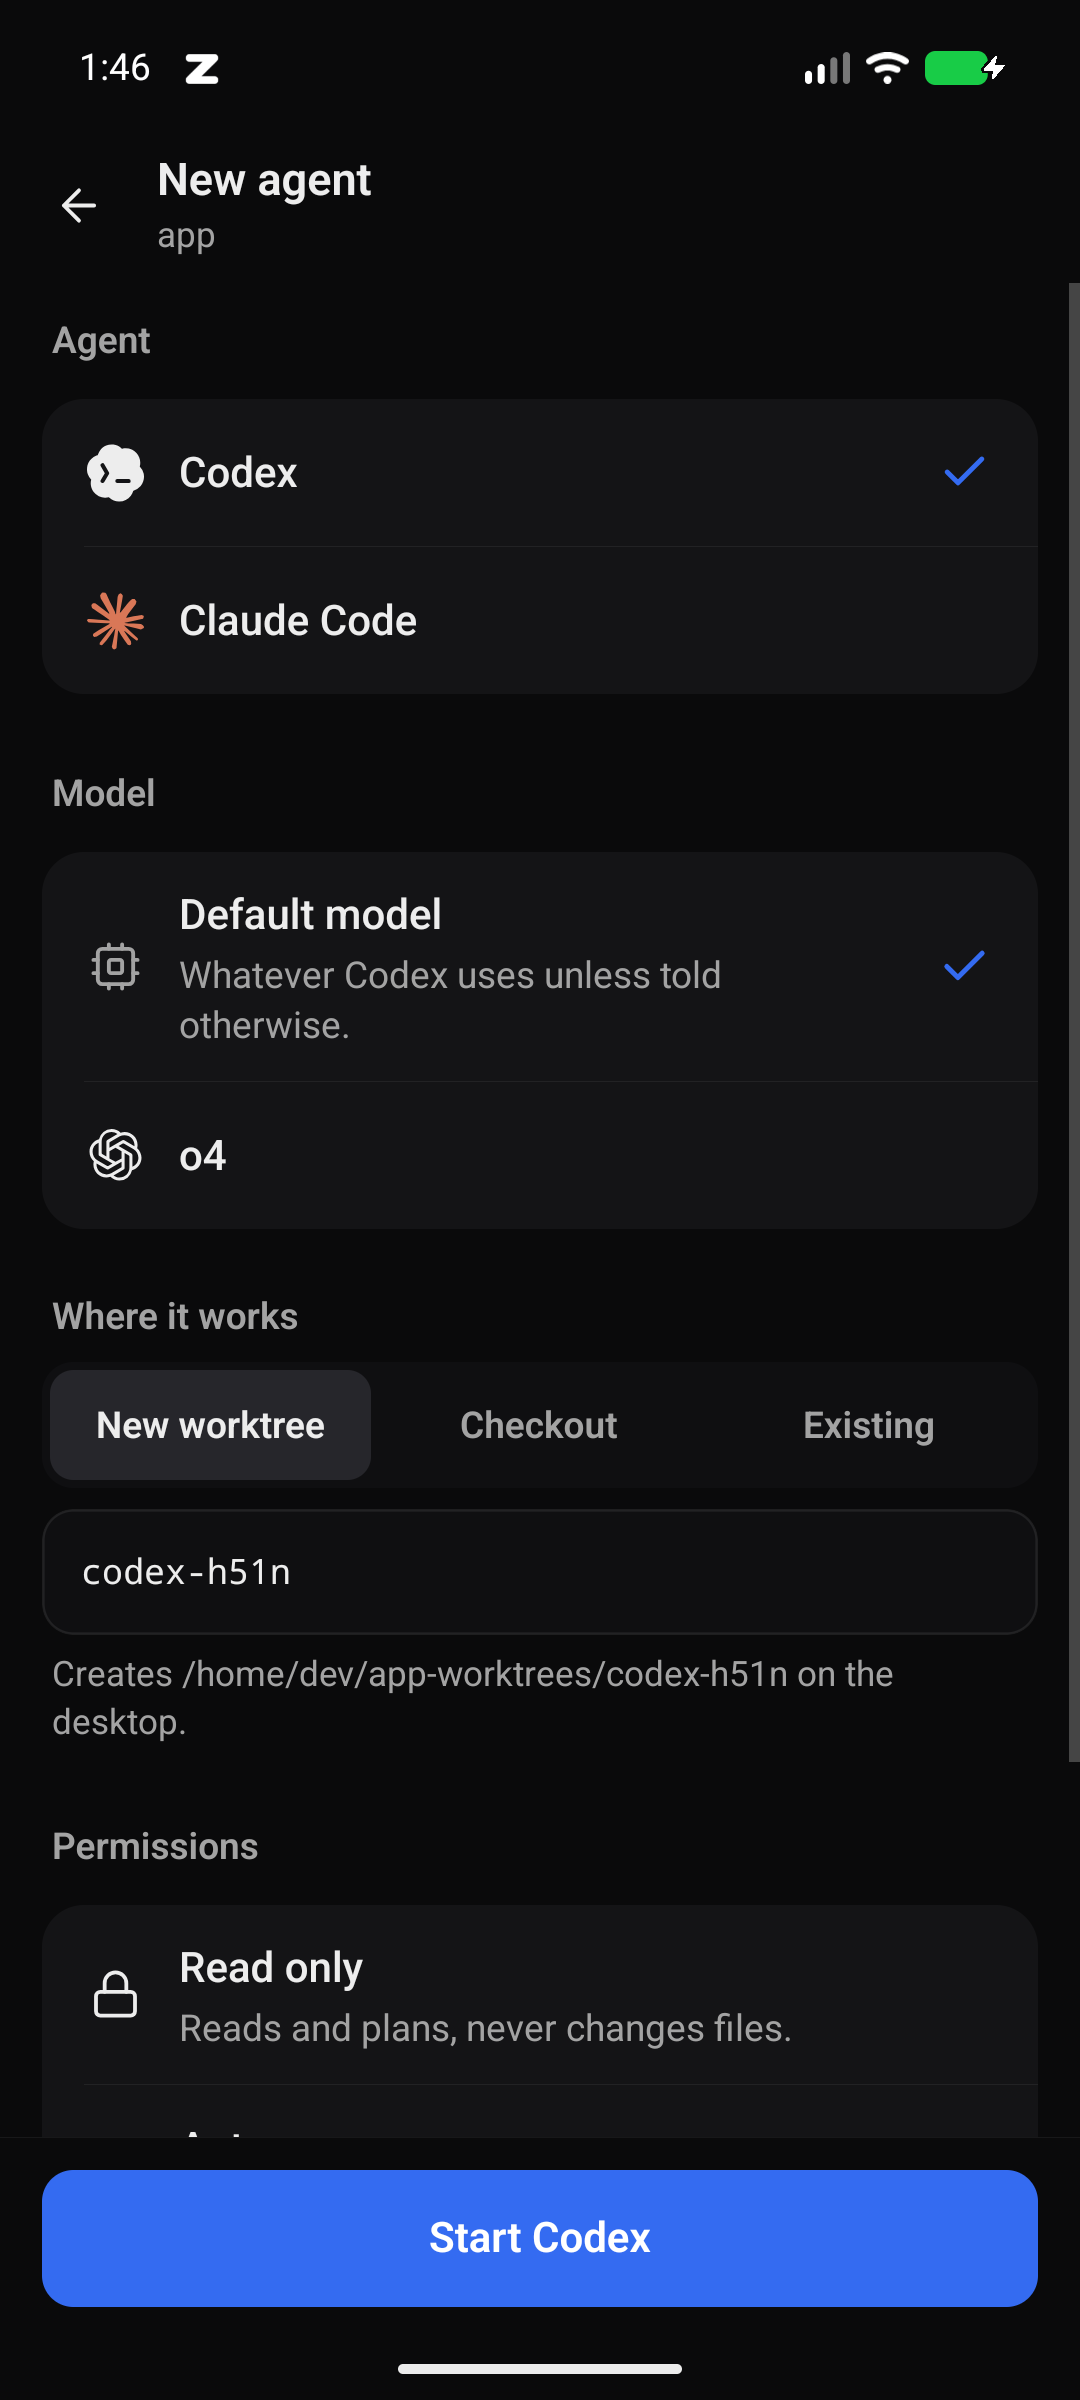 1:46
New agent
app
Agent
Codex
Claude Code
Model
Default model
Whatever Codex uses unless told
otherwise.
o4
Where it works
New worktree
Checkout
Existing
codex-h51n
Creates /home/dev/app-worktrees/codex-h51n on the
desktop.
Permissions
Read only
Reads and plans, never changes files.
Start Codex